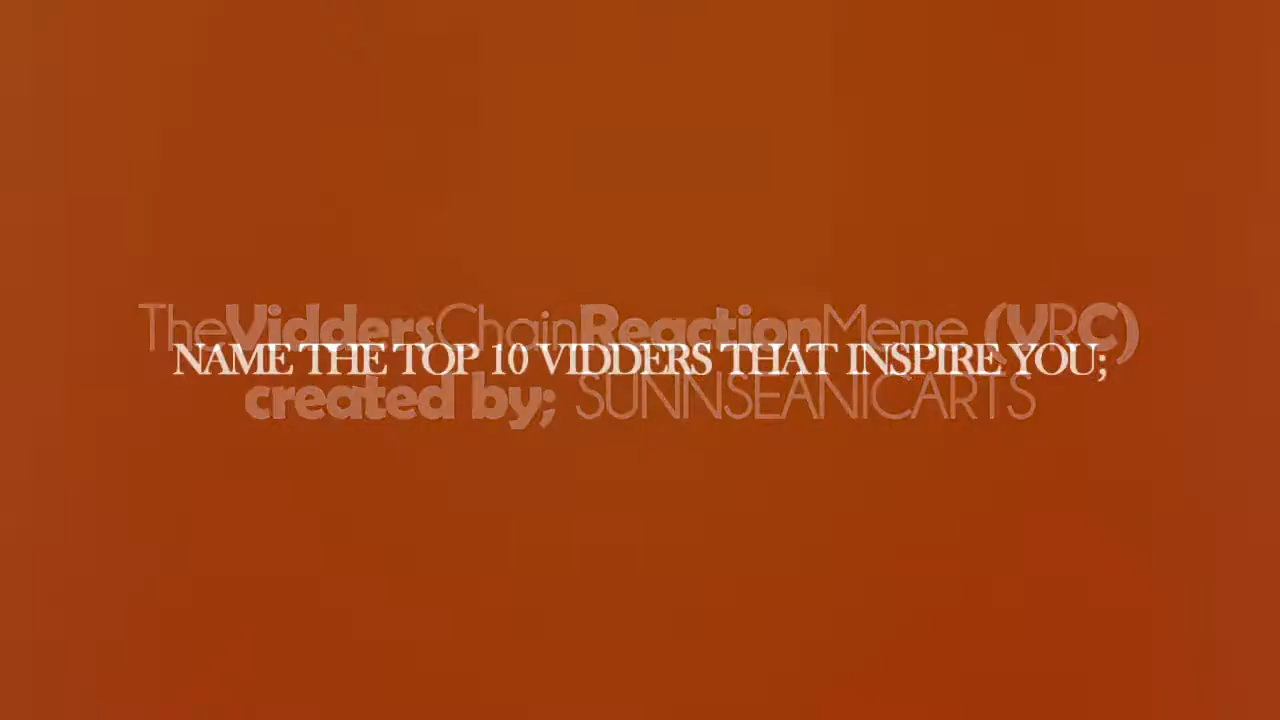 TheViddersChainReactionMeme (VRC)
NAME THE TOP 10 VIDDERS THAT INSPIRE YOU;
created by; SUNNSEANICARTS